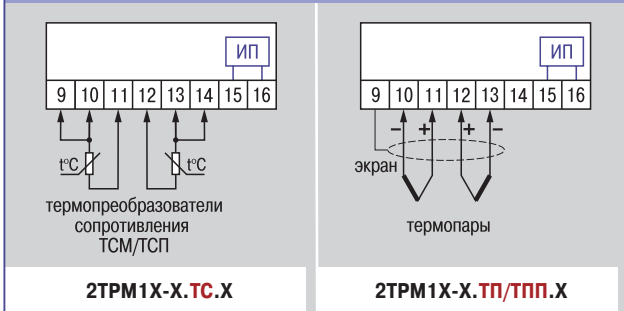 ИП
9 10 11 12 13 14 15 16
t°C t°C
термопреобразователи
сопротивления
ТСМ/ТСП
2ТРМ1Х-Х.ТС.Х
ИП
9 10 11 12 13 14 15 16
– + + –
экран
термопары
2ТРМ1Х-Х.ТП/ТПП.Х